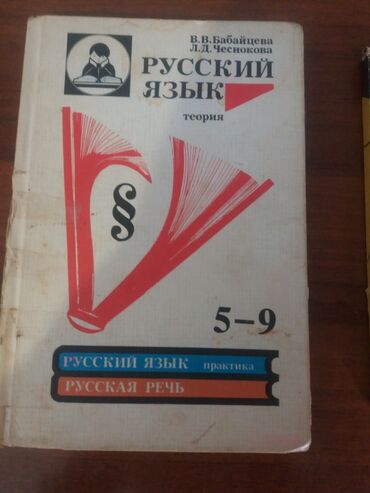 В.В.Бабайцева
Л.Д.Чеснокова
РУССКИЙ
ЯЗЫК
теория
§
5–9
РУССКИЙ ЯЗЫК практика
РУССКАЯ РЕЧЬ